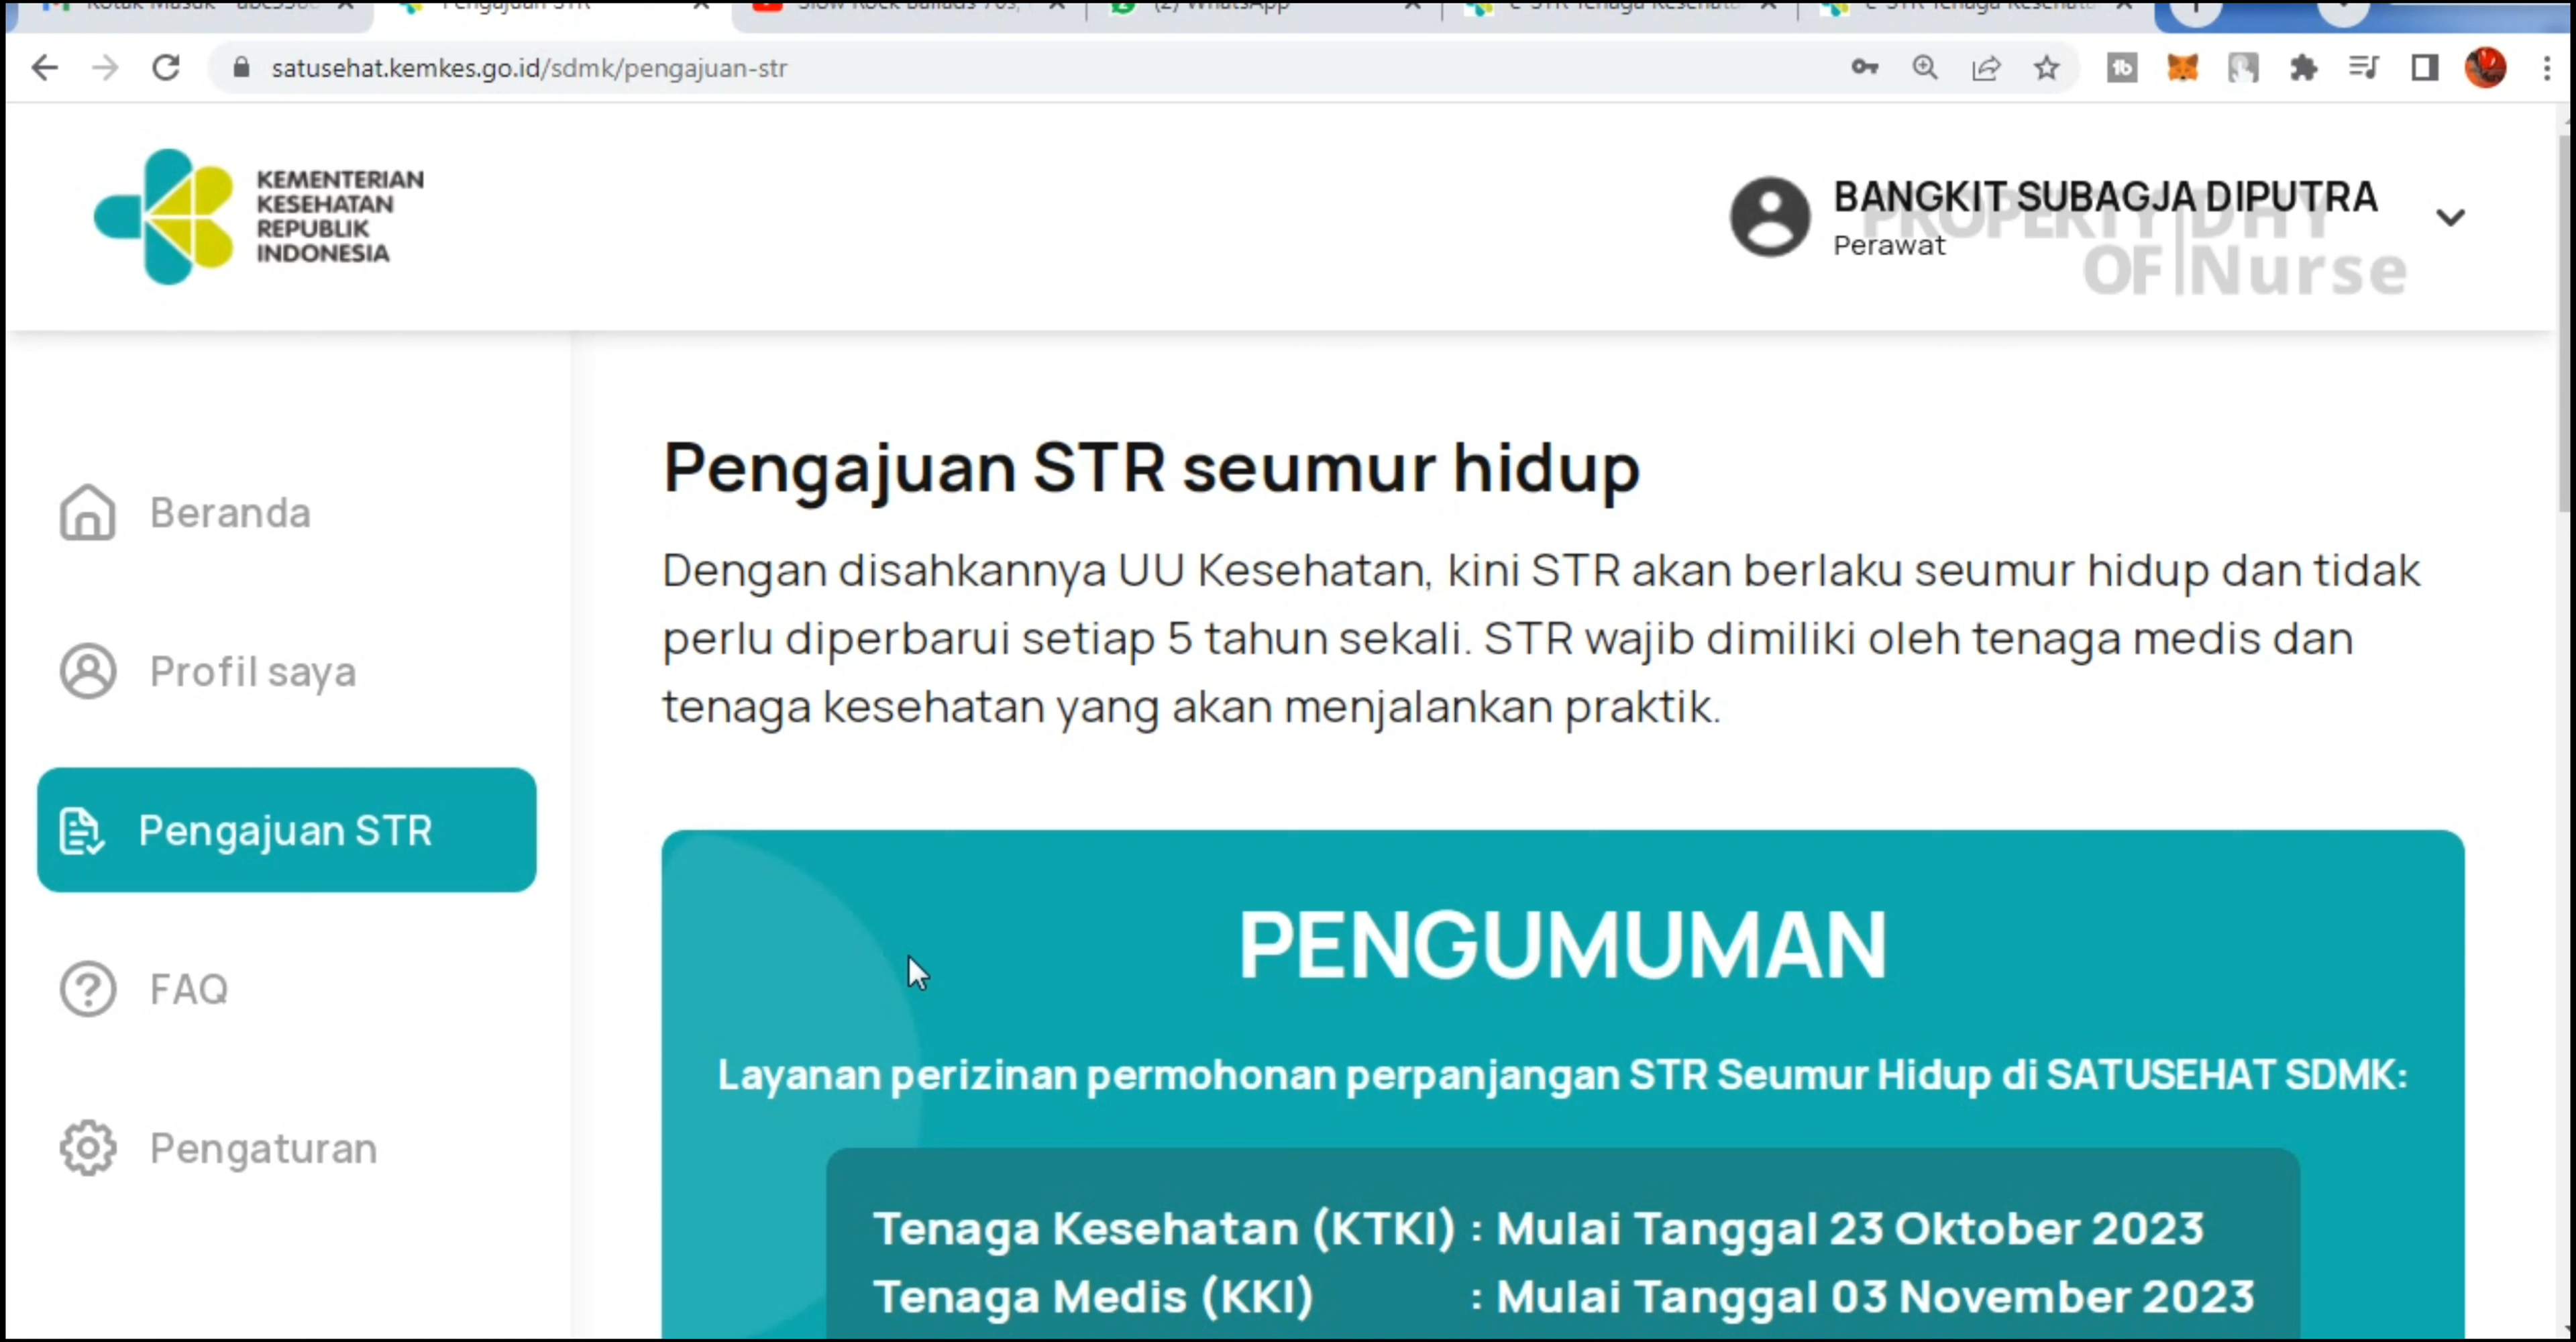 satusehat.kemkes.go.id/sdmk/pengajuan-str
KEMENTERIAN
KESEHATAN
REPUBLIK
INDONESIA
BANGKIT SUBAGJA DIPUTRA
Perawat
PROPERTY OF
DHY Nurse
Beranda
Profil saya
Pengajuan STR
FAQ
Pengaturan
Pengajuan STR seumur hidup
Dengan disahkannya UU Kesehatan, kini STR akan berlaku seumur hidup dan tidak
perlu diperbarui setiap 5 tahun sekali. STR wajib dimiliki oleh tenaga medis dan
tenaga kesehatan yang akan menjalankan praktik.
PENGUMUMAN
Layanan perizinan permohonan perpanjangan STR Seumur Hidup di SATUSEHAT SDMK:
Tenaga Kesehatan (KTKI) : Mulai Tanggal 23 Oktober 2023
Tenaga Medis (KKI) : Mulai Tanggal 03 November 2023